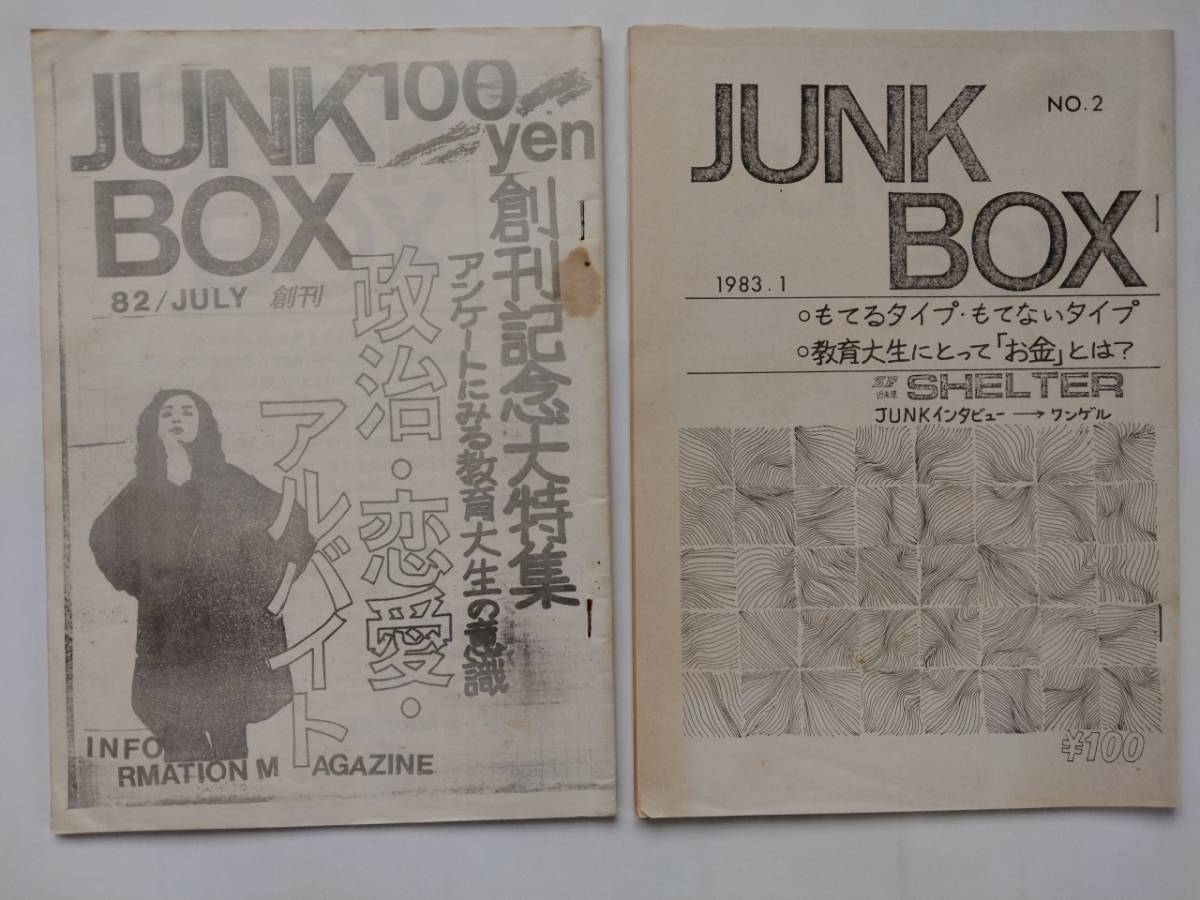 JUNK 100 yen
BOX
82/JULY 創刊
創刊記念大特集
アンケートにみる教育大生の意識
政治・恋愛・
アルバイト
INFO
RMATION MAGAZINE
JUNK
NO.2
BOX
1983.1
○もてるタイプ・もてないタイプ
○教育大生にとって「お金」とは?
SF SHELTER
JUNKインタビュー→ワンゲル
¥100